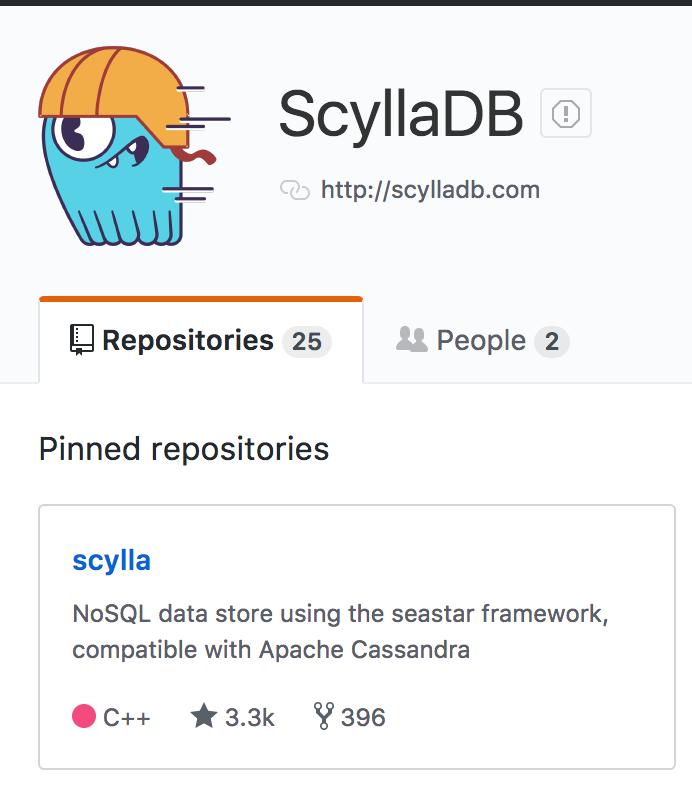 ScyllaDB
http://scylladb.com
Repositories 25 People 2
Pinned repositories
scylla
NoSQL data store using the seastar framework,
compatible with Apache Cassandra
C++ 3.3k 396